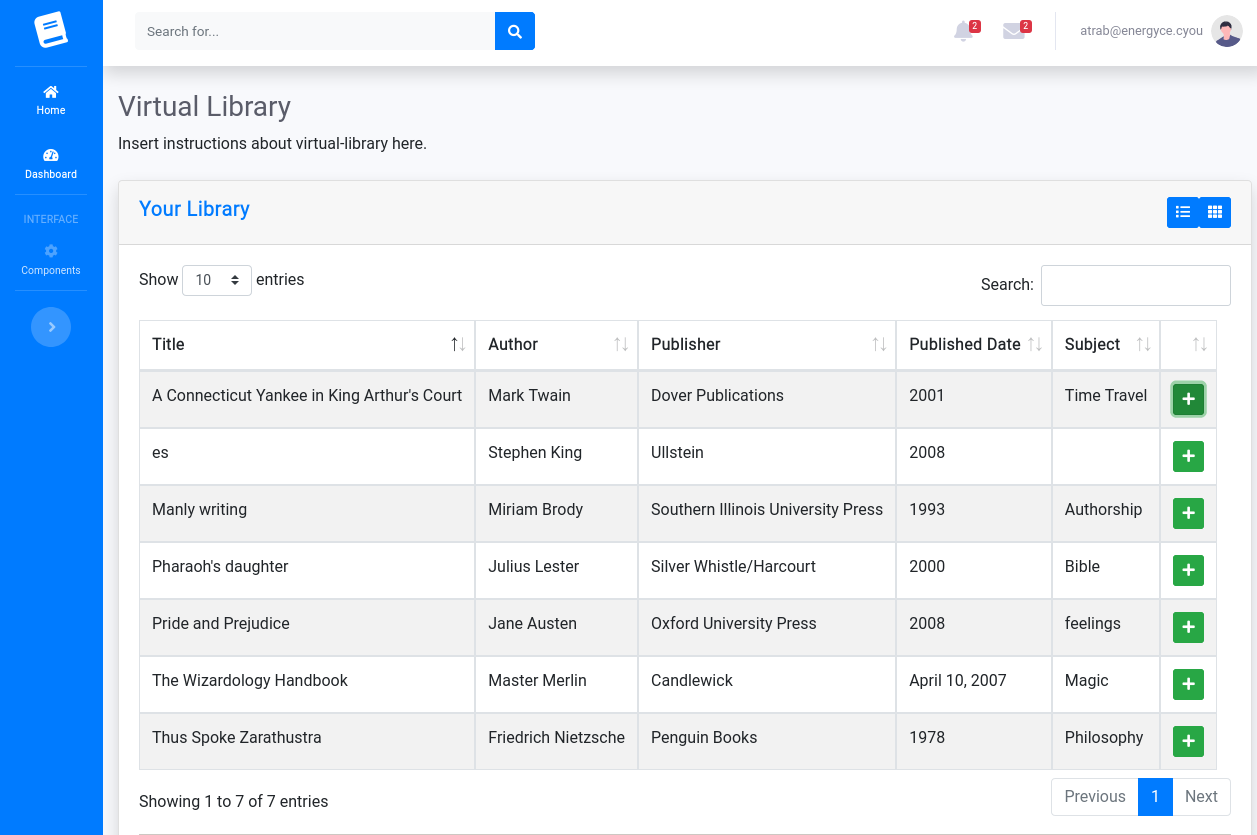 Search for...
2
2
atrab@energyce.cyou
Home
Dashboard
INTERFACE
Components
Virtual Library
Insert instructions about virtual-library here.
Your Library
Show 10 entries
Search:
Title Author Publisher Published Date Subject
A Connecticut Yankee in King Arthur's Court Mark Twain Dover Publications 2001 Time Travel
es Stephen King Ullstein 2008
Manly writing Miriam Brody Southern Illinois University Press 1993 Authorship
Pharaoh's daughter Julius Lester Silver Whistle/Harcourt 2000 Bible
Pride and Prejudice Jane Austen Oxford University Press 2008 feelings
The Wizardology Handbook Master Merlin Candlewick April 10, 2007 Magic
Thus Spoke Zarathustra Friedrich Nietzsche Penguin Books 1978 Philosophy
Showing 1 to 7 of 7 entries
Previous 1 Next